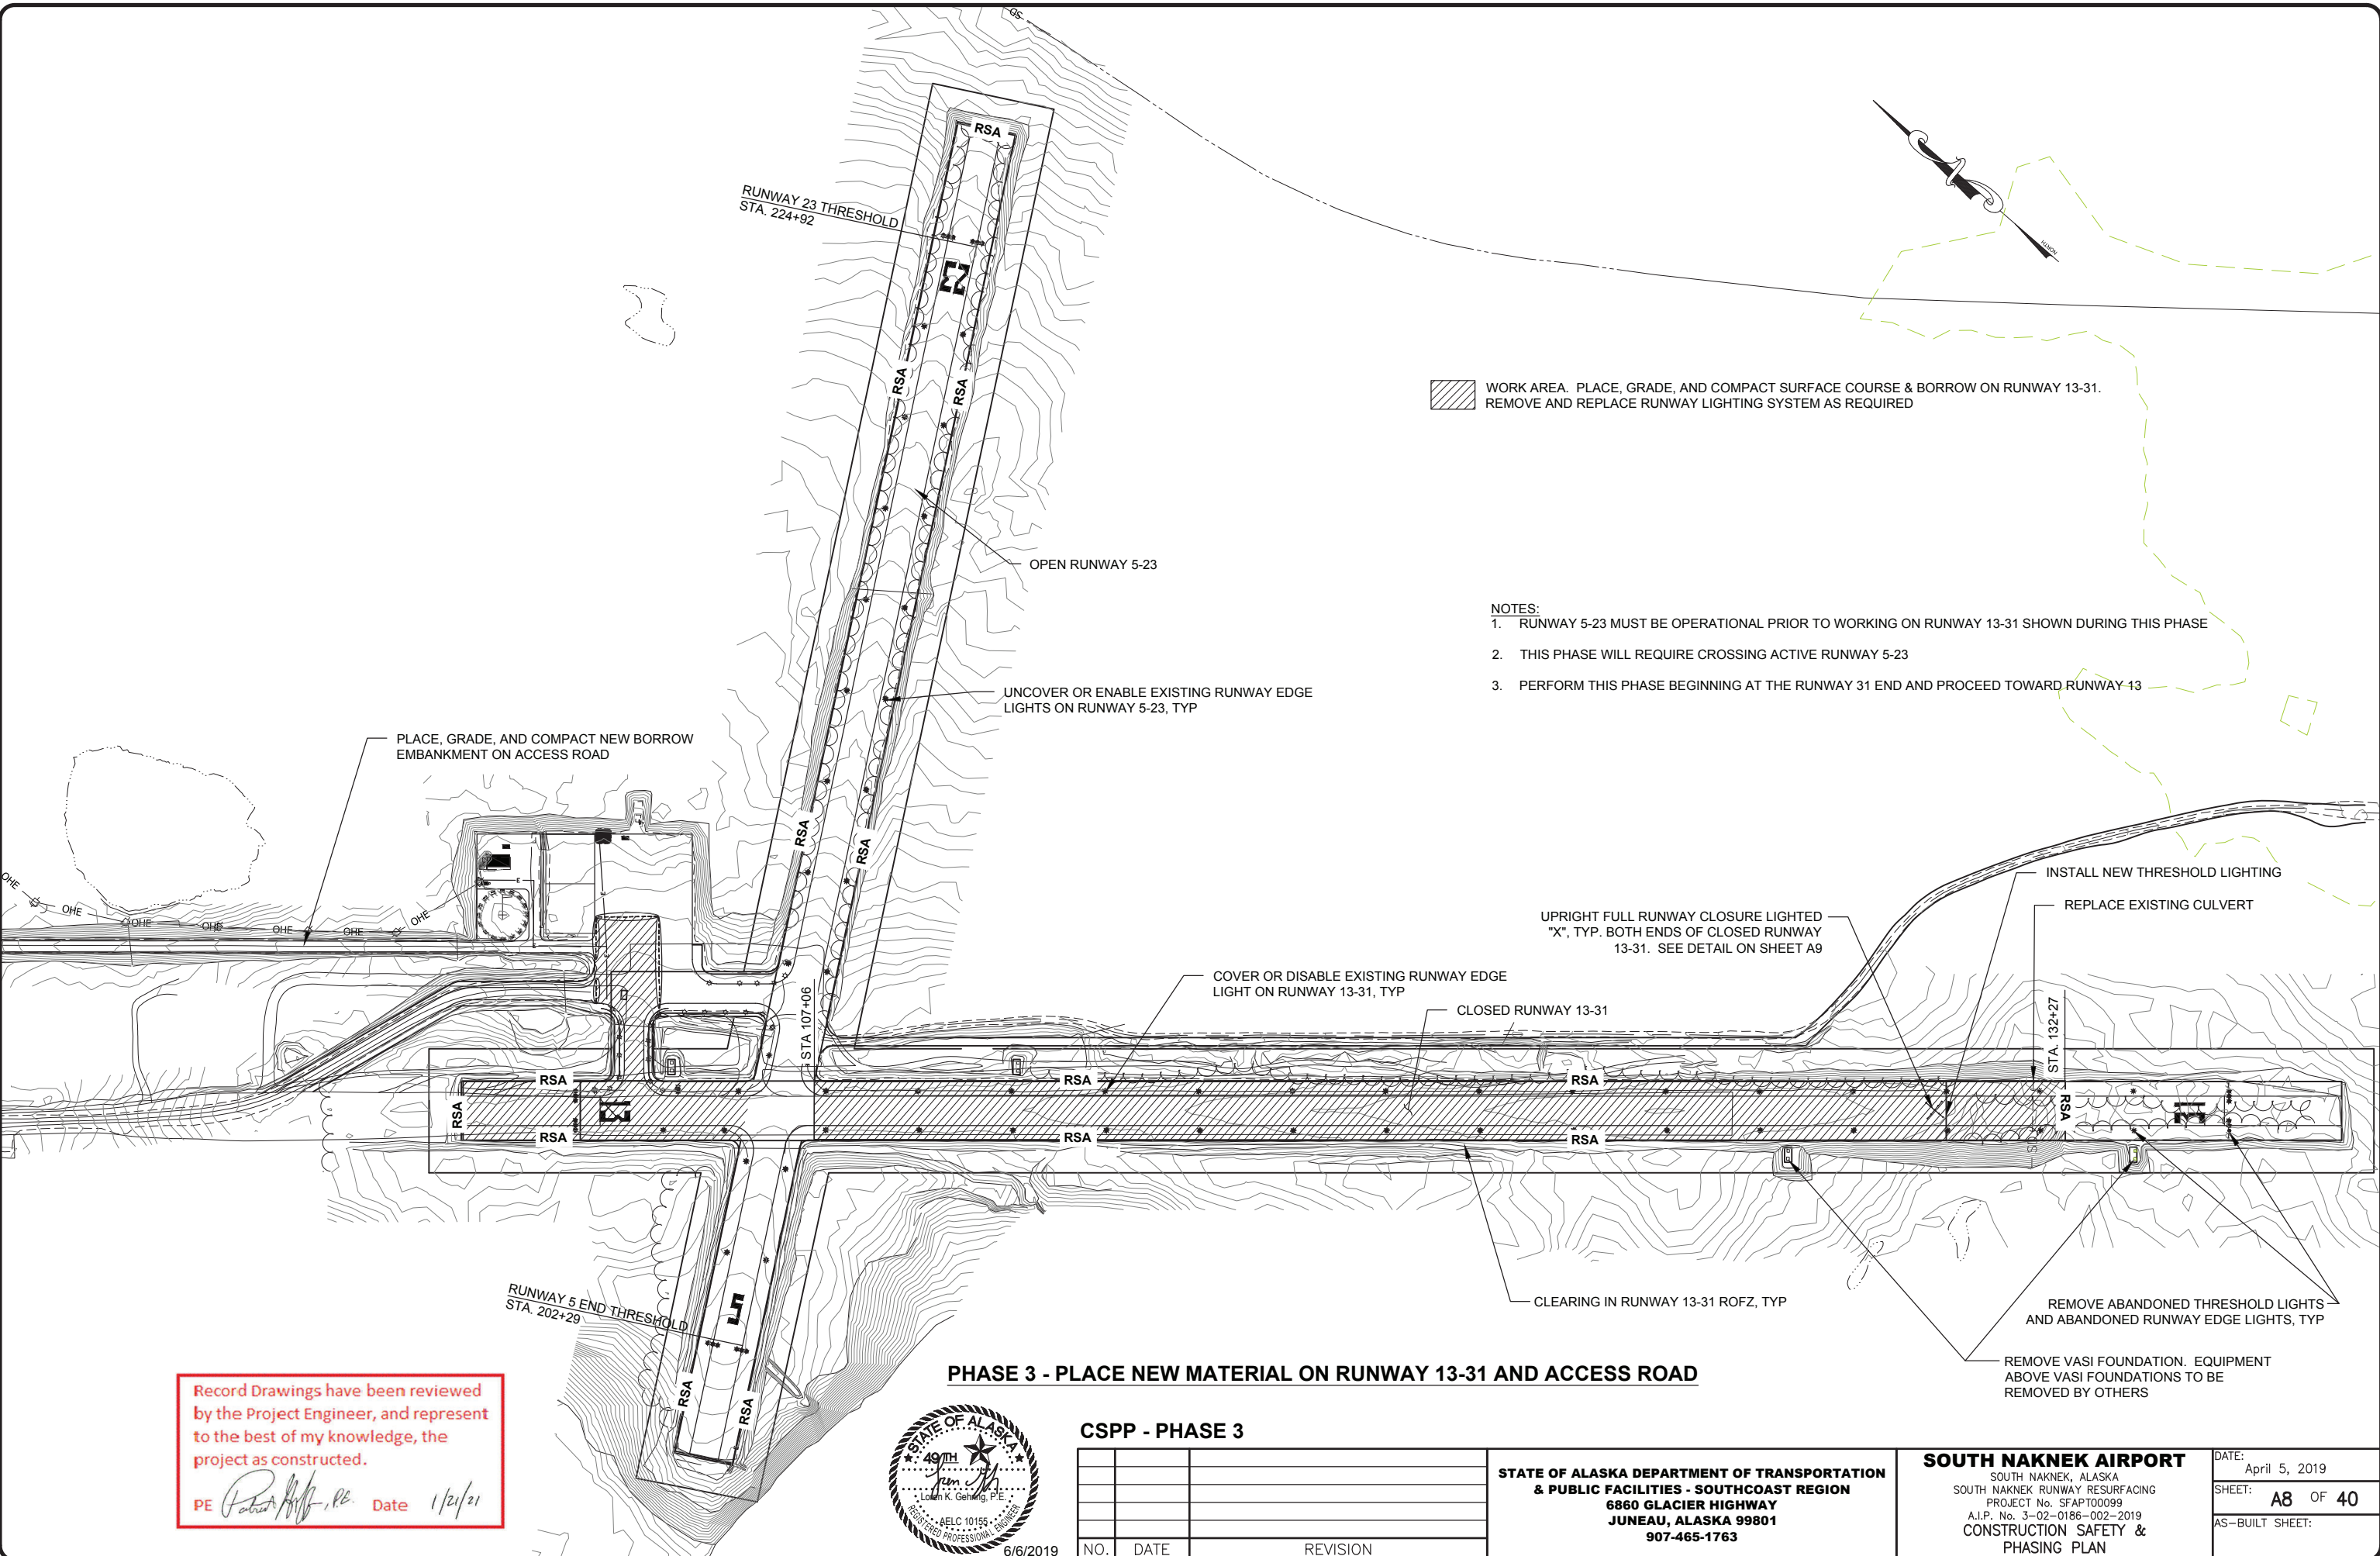 SD
RSA
RUNWAY 23 THRESHOLD
STA. 224+92
NORTH
23
RSA
RSA
WORK AREA. PLACE, GRADE, AND COMPACT SURFACE COURSE & BORROW ON RUNWAY 13-31.
REMOVE AND REPLACE RUNWAY LIGHTING SYSTEM AS REQUIRED
OPEN RUNWAY 5-23
NOTES:
1. RUNWAY 5-23 MUST BE OPERATIONAL PRIOR TO WORKING ON RUNWAY 13-31 SHOWN DURING THIS PHASE
2. THIS PHASE WILL REQUIRE CROSSING ACTIVE RUNWAY 5-23
3. PERFORM THIS PHASE BEGINNING AT THE RUNWAY 31 END AND PROCEED TOWARD RUNWAY 13
UNCOVER OR ENABLE EXISTING RUNWAY EDGE
LIGHTS ON RUNWAY 5-23, TYP
PLACE, GRADE, AND COMPACT NEW BORROW
EMBANKMENT ON ACCESS ROAD
RSA
RSA
OHE
OHE
OHE
OHE
OHE
OHE
OHE
E
E
E
INSTALL NEW THRESHOLD LIGHTING
REPLACE EXISTING CULVERT
UPRIGHT FULL RUNWAY CLOSURE LIGHTED
"X", TYP. BOTH ENDS OF CLOSED RUNWAY
13-31. SEE DETAIL ON SHEET A9
COVER OR DISABLE EXISTING RUNWAY EDGE
LIGHT ON RUNWAY 13-31, TYP
CLOSED RUNWAY 13-31
STA 107+06
STA. 132+27
RSA
RSA
RSA
RSA
RSA
13
31
RSA
RSA
RSA
SD
CLEARING IN RUNWAY 13-31 ROFZ, TYP
RUNWAY 5 END THRESHOLD
STA. 202+29
5
REMOVE ABANDONED THRESHOLD LIGHTS
AND ABANDONED RUNWAY EDGE LIGHTS, TYP
REMOVE VASI FOUNDATION. EQUIPMENT
ABOVE VASI FOUNDATIONS TO BE
REMOVED BY OTHERS
RSA
RSA
PHASE 3 - PLACE NEW MATERIAL ON RUNWAY 13-31 AND ACCESS ROAD
Record Drawings have been reviewed
by the Project Engineer, and represent
to the best of my knowledge, the
project as constructed.
PE , P.E. Date 1/21/21
STATE OF ALASKA
49TH
Loren K. Gehring, P.E.
AELC 10155
REGISTERED PROFESSIONAL ENGINEER
6/6/2019
CSPP - PHASE 3
NO. DATE REVISION
STATE OF ALASKA DEPARTMENT OF TRANSPORTATION
& PUBLIC FACILITIES - SOUTHCOAST REGION
6860 GLACIER HIGHWAY
JUNEAU, ALASKA 99801
907-465-1763
SOUTH NAKNEK AIRPORT
SOUTH NAKNEK, ALASKA
SOUTH NAKNEK RUNWAY RESURFACING
PROJECT No. SFAPT00099
A.I.P. No. 3-02-0186-002-2019
CONSTRUCTION SAFETY &
PHASING PLAN
DATE:
April 5, 2019
SHEET: A8 OF 40
AS-BUILT SHEET: